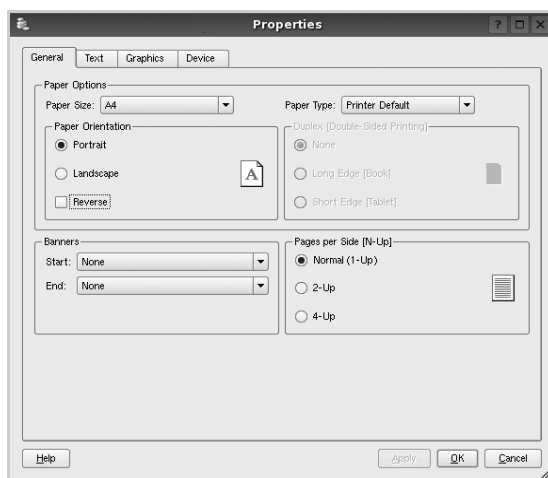 Properties
General Text Graphics Device
Paper Options
Paper Size: A4 Paper Type: Printer Default
Paper Orientation Duplex [Double-Sided Printing]
Portrait None
Landscape A Long Edge [Book]
Reverse Short Edge [Tablet]
Banners Pages per Side [N-Up]
Start: None Normal (1-Up)
End: None 2-Up
4-Up
Help Apply OK Cancel